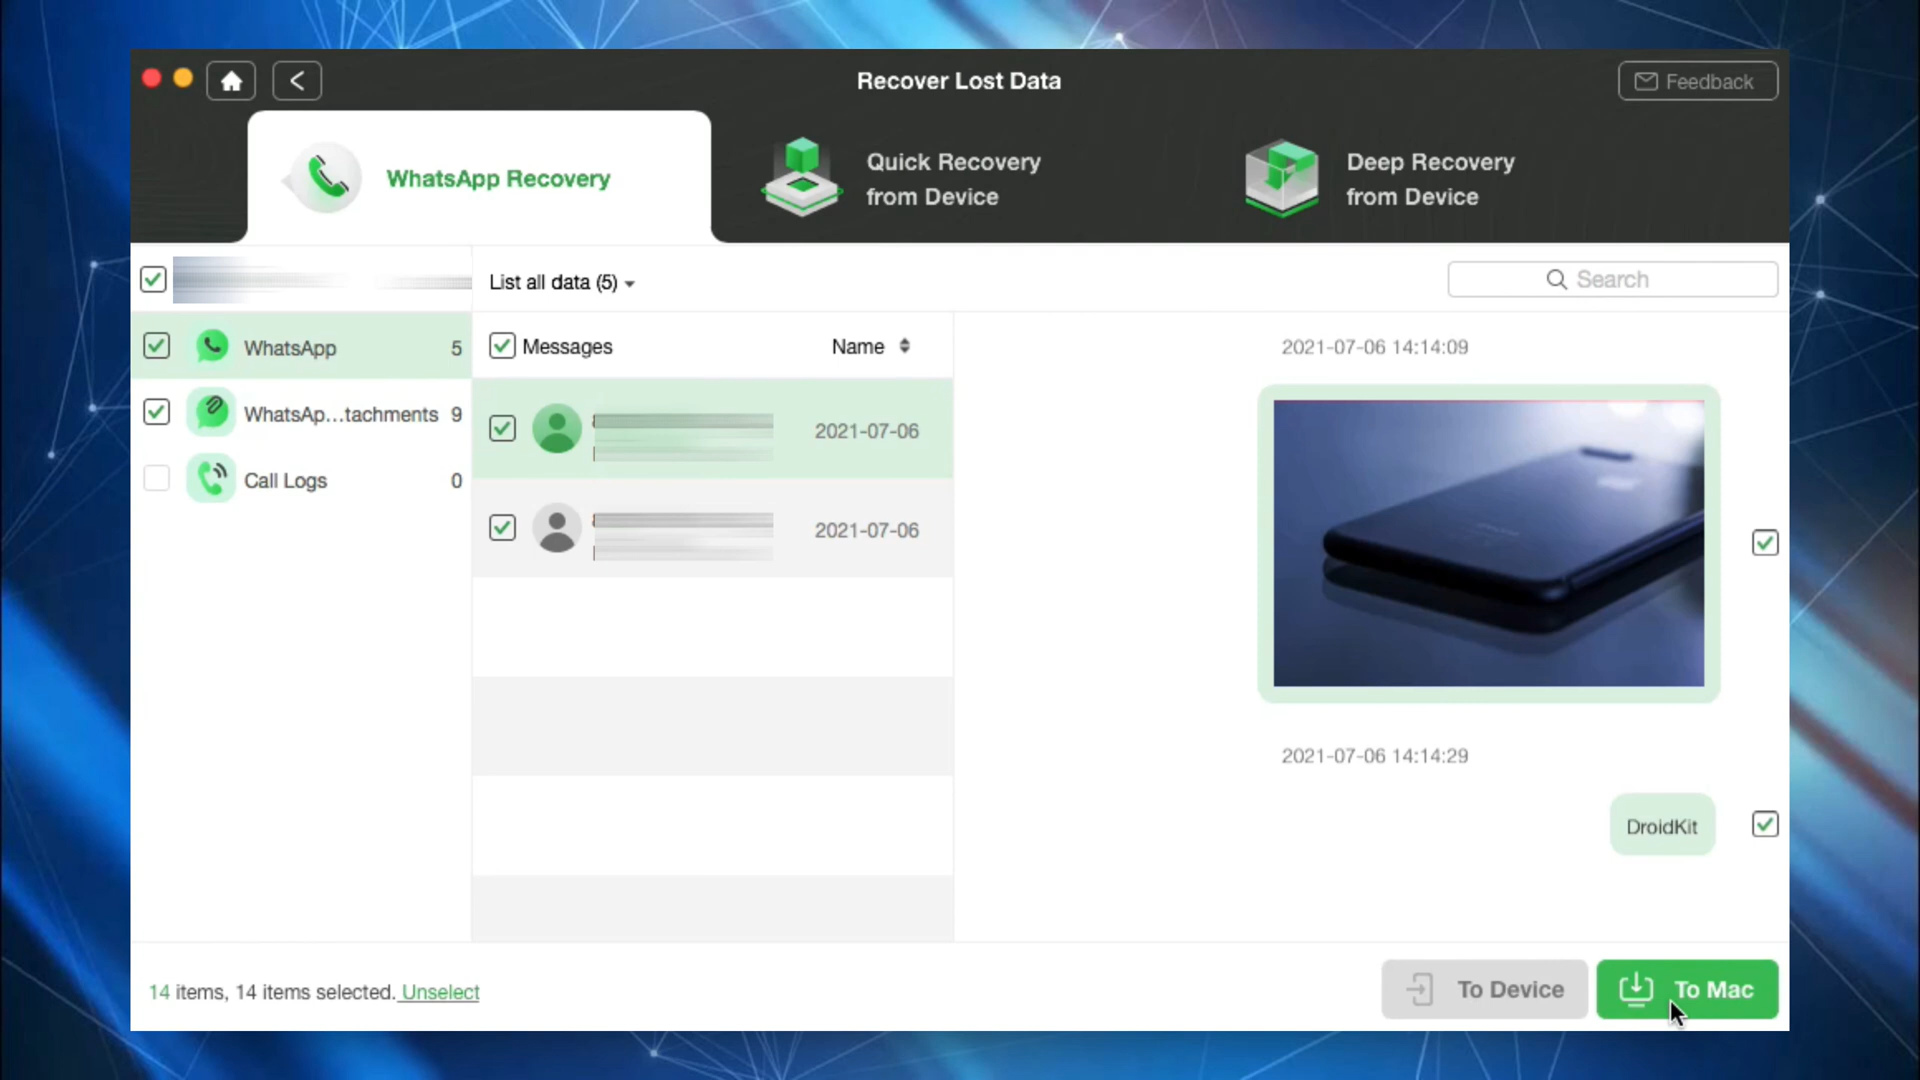 Recover Lost Data
Feedback
WhatsApp Recovery
Quick Recovery
from Device
Deep Recovery
from Device
List all data (5)
Search
WhatsApp 5
WhatsAp...tachments 9
Call Logs 0
Messages Name
2021-07-06
2021-07-06
2021-07-06 14:14:09
2021-07-06 14:14:29
DroidKit
14 items, 14 items selected. Unselect
To Device
To Mac